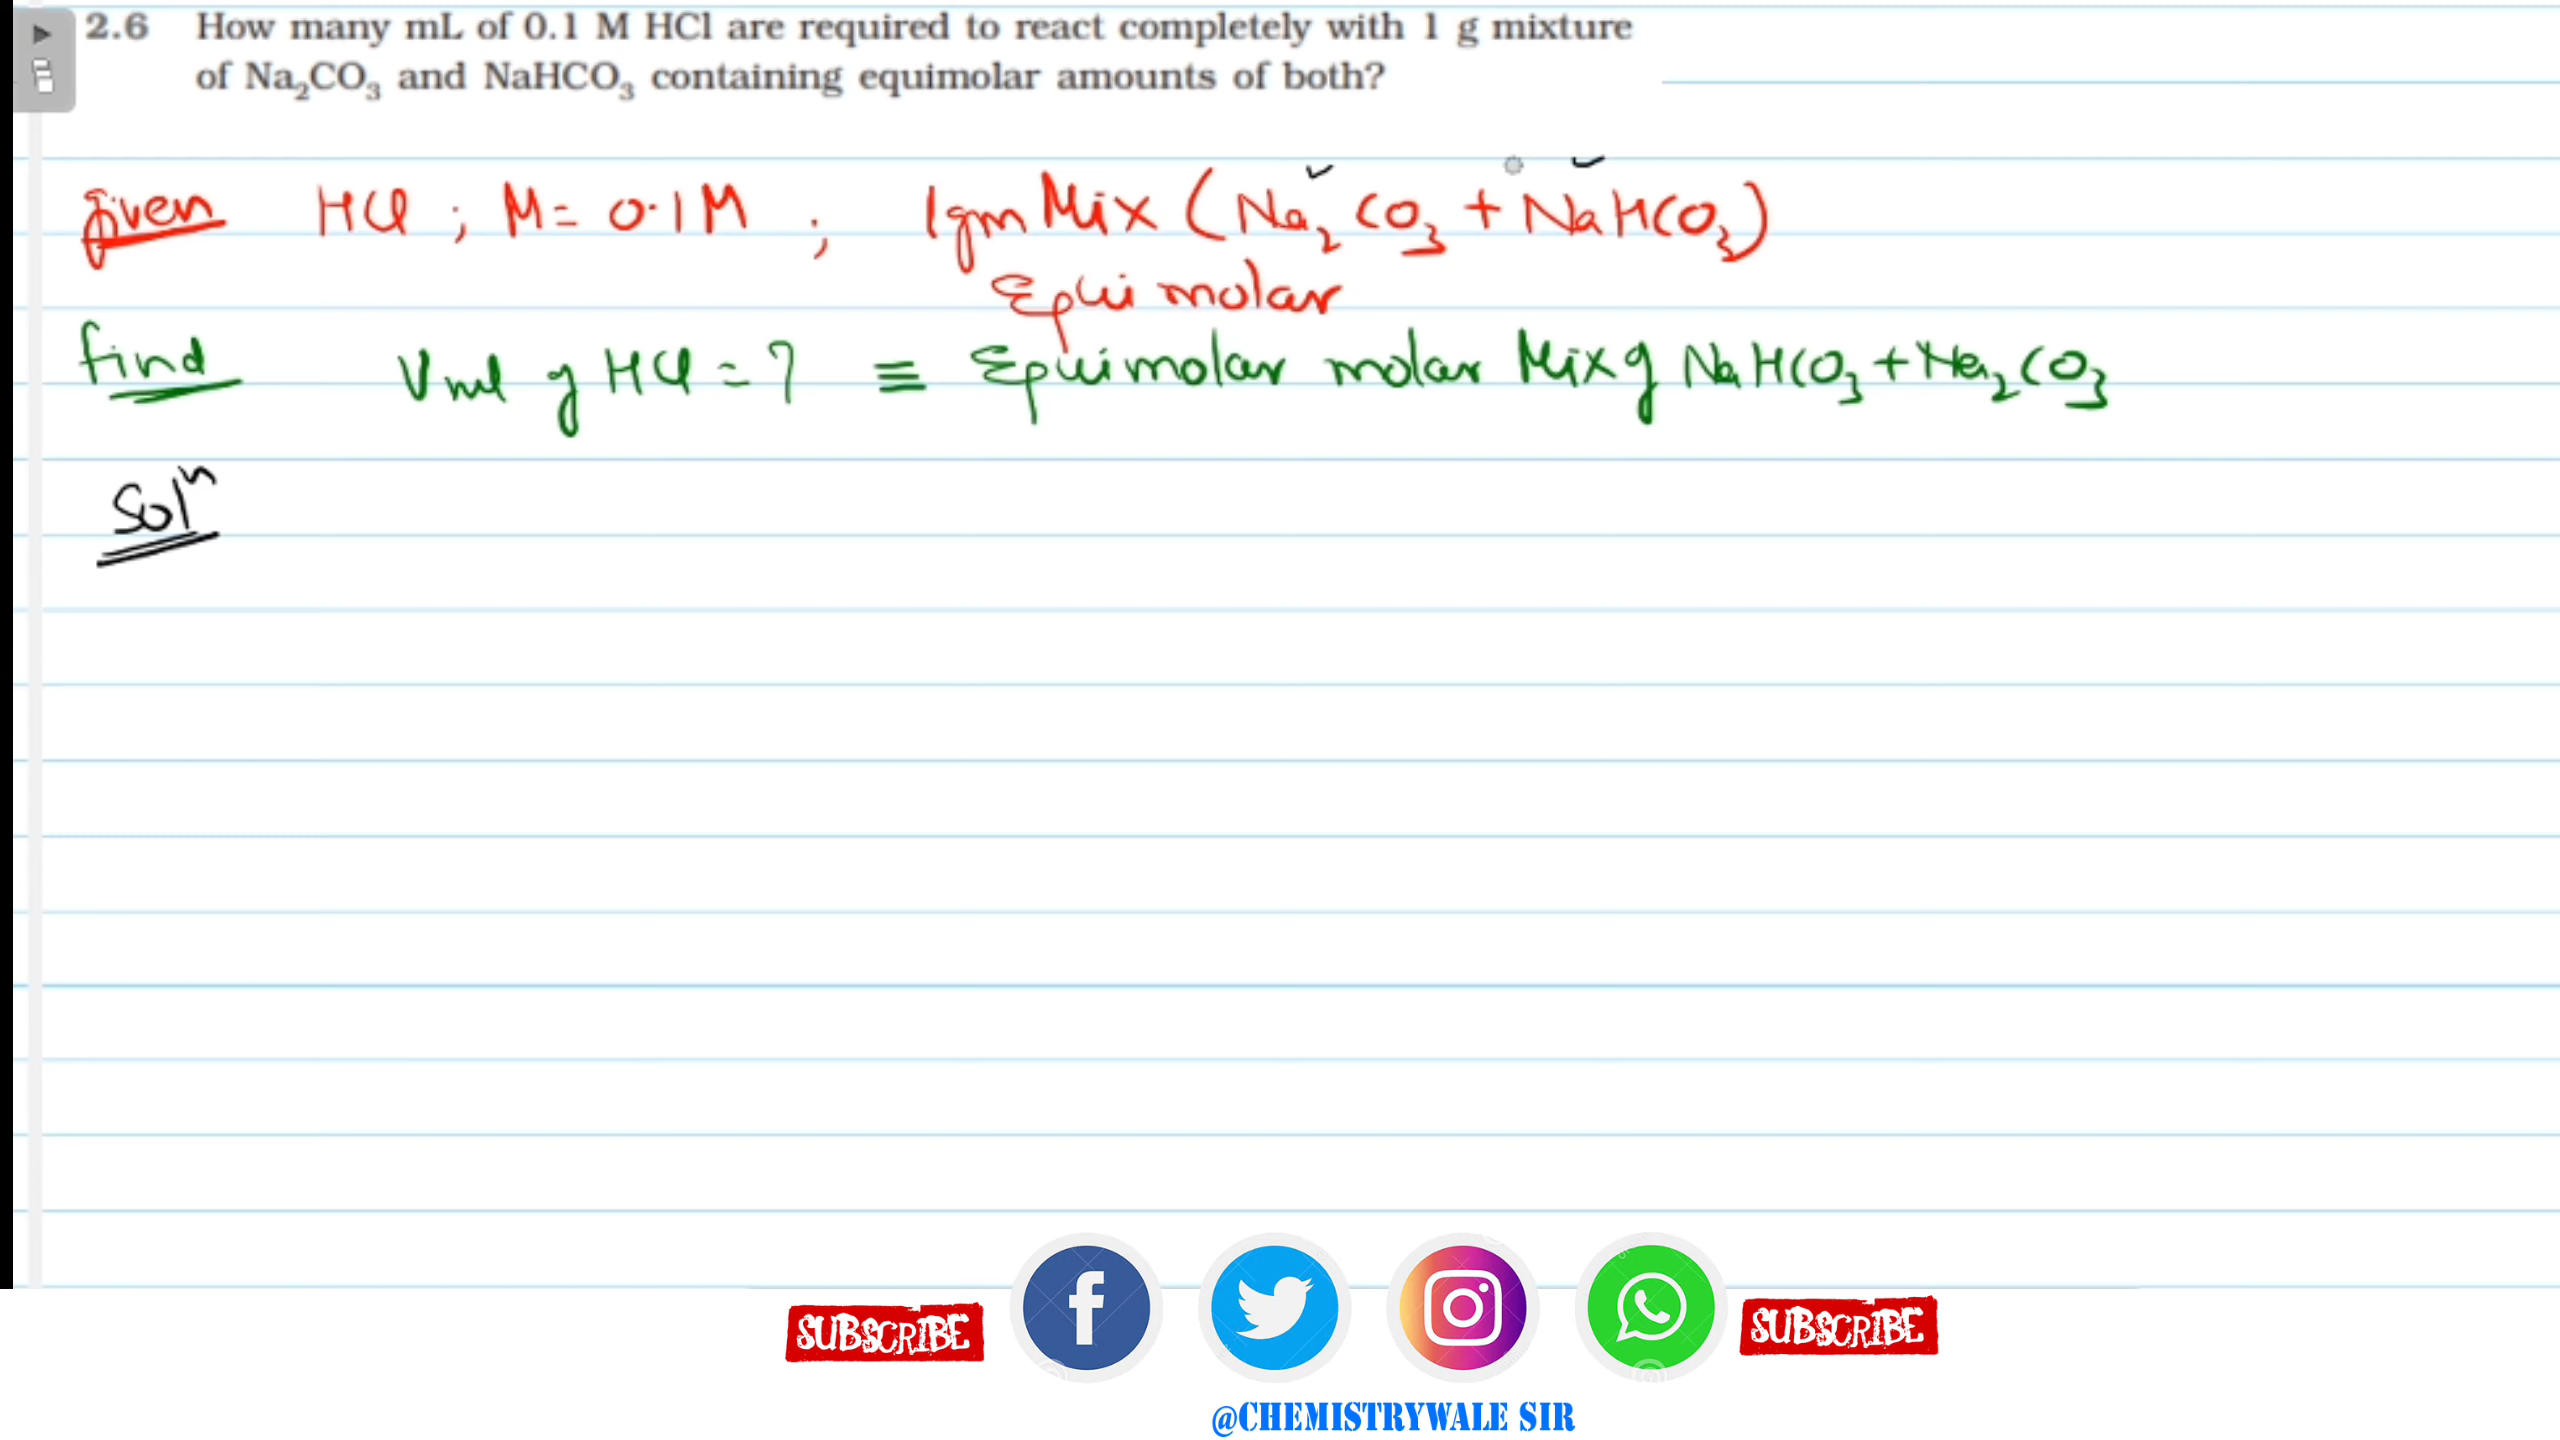 2.6 How many mL of 0.1 M HCl are required to react completely with 1 g mixture
of Na₂CO₃ and NaHCO₃ containing equimolar amounts of both?
given HCl ; M = 0.1M ; 1gm Mix (Na₂CO₃ + NaHCO₃)
Equimolar
find V ml of HCl = ? ≡ Equimolar molar Mix of NaHCO₃ + Na₂CO₃
Solⁿ
SUBSCRIBE SUBSCRIBE
@CHEMISTRYWALE SIR